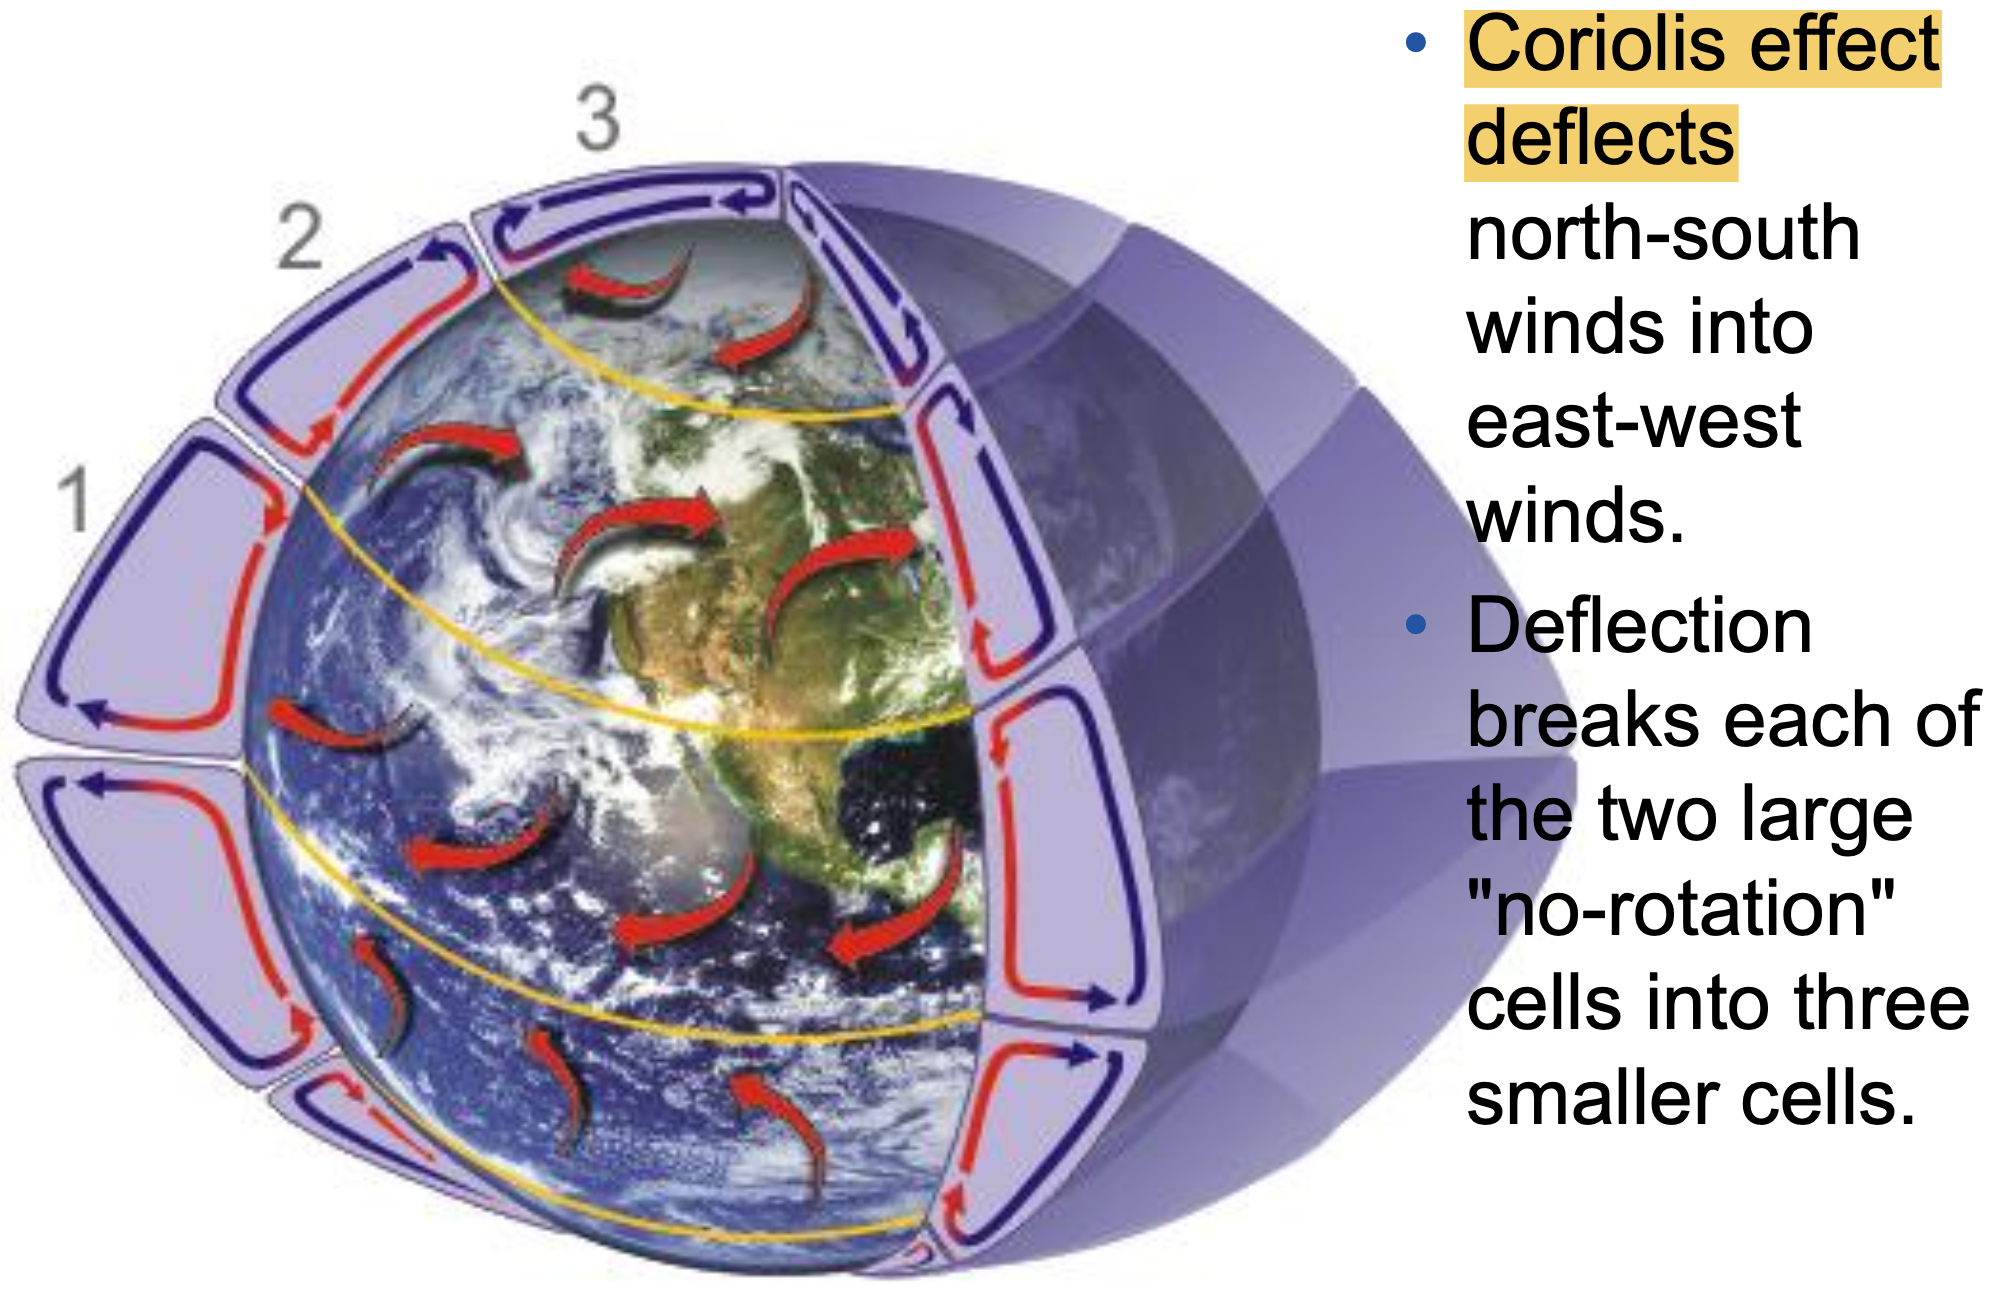 3
2
1
• Coriolis effect
deflects
north-south
winds into
east-west
winds.
• Deflection
breaks each of
the two large
"no-rotation"
cells into three
smaller cells.